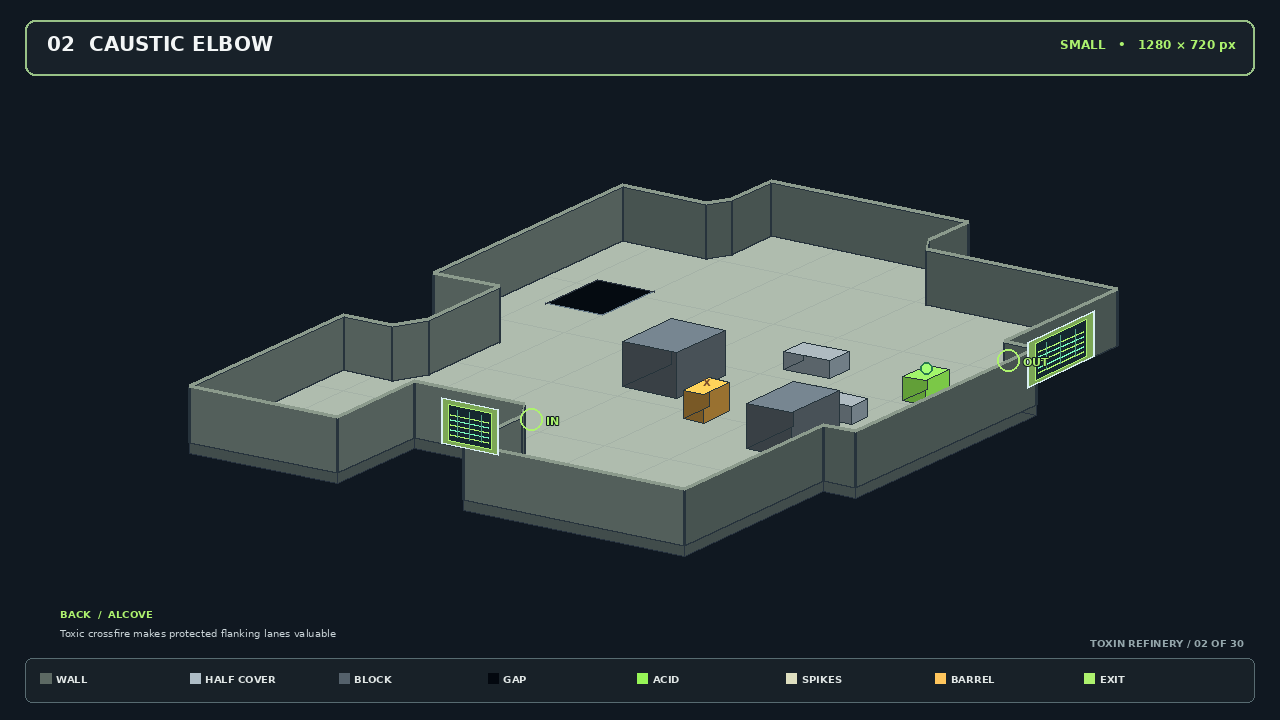 02 CAUSTIC ELBOW
SMALL • 1280 × 720 px
X
OUT
IN
BACK / ALCOVE
Toxic crossfire makes protected flanking lanes valuable
TOXIN REFINERY / 02 OF 30
WALL
HALF COVER
BLOCK
GAP
ACID
SPIKES
BARREL
EXIT